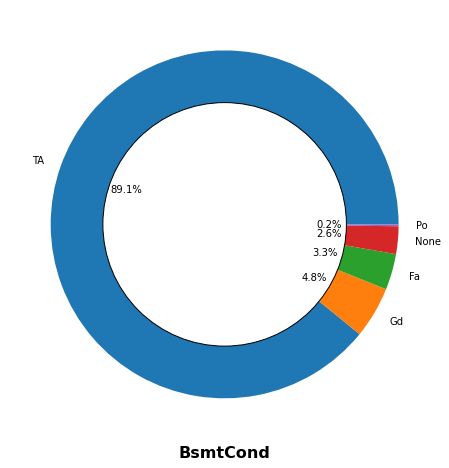 TA
89.1%
0.2%
Po
2.6%
None
3.3%
Fa
4.8%
Gd
BsmtCond